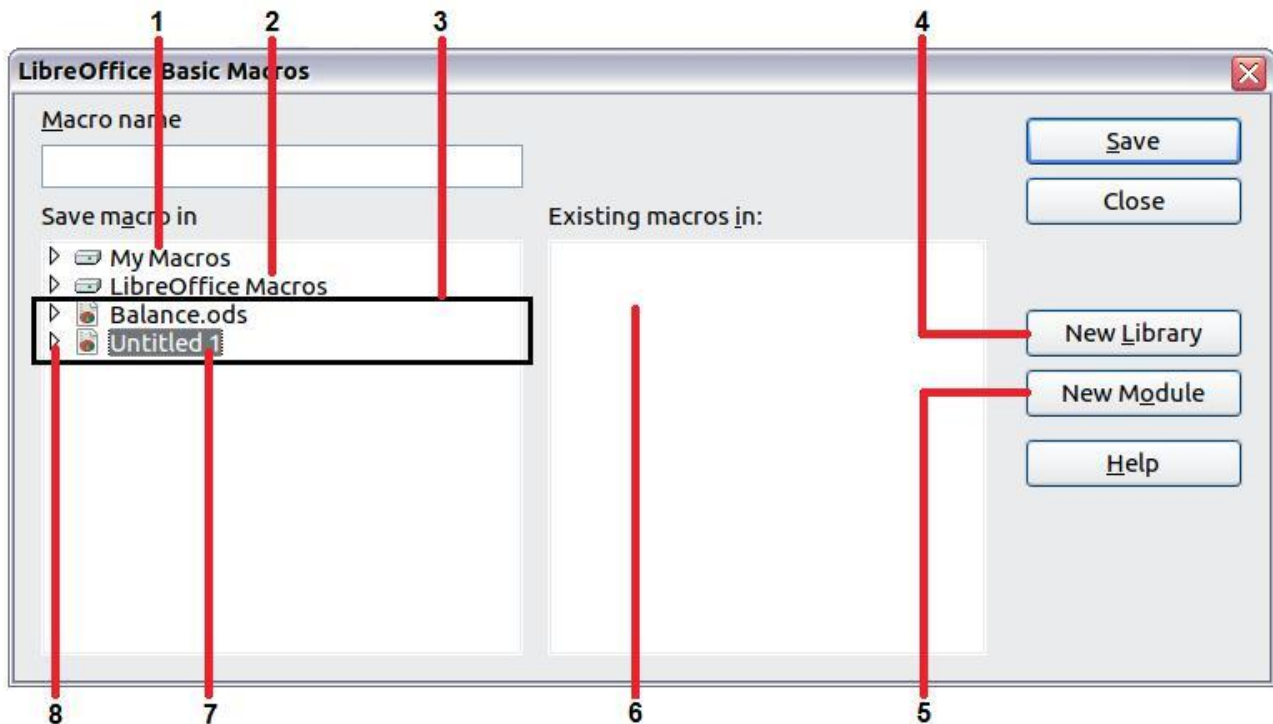 1 2 3 4
LibreOffice Basic Macros
Macro name
Save
Close
Save macro in
Existing macros in:
My Macros
LibreOffice Macros
Balance.ods
Untitled 1
New Library
New Module
Help
8 7 6 5